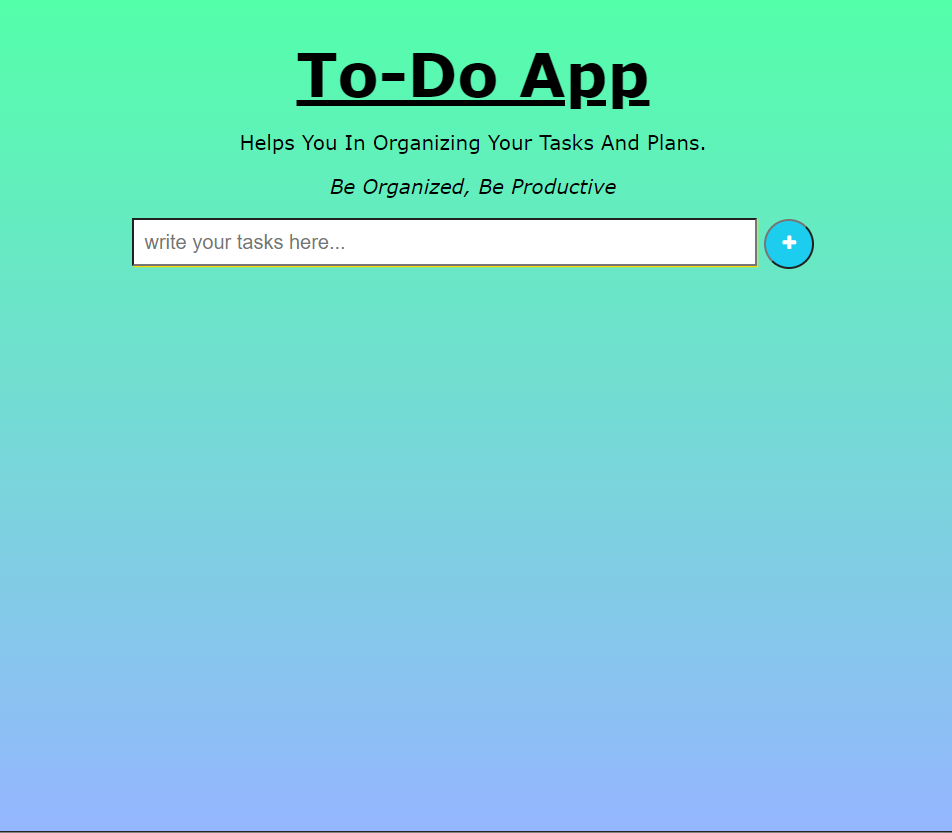 To-Do App
Helps You In Organizing Your Tasks And Plans.
Be Organized, Be Productive
write your tasks here...
+